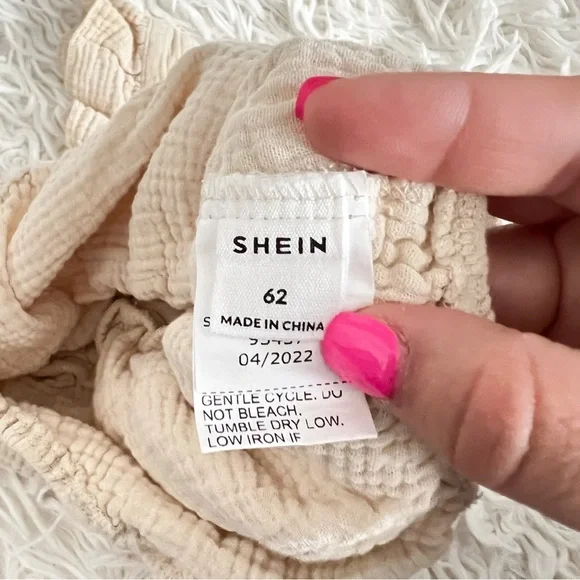 SHEIN
62
MADE IN CHINA
04/2022
GENTLE CYCLE. DO
NOT BLEACH.
TUMBLE DRY LOW.
LOW IRON IF